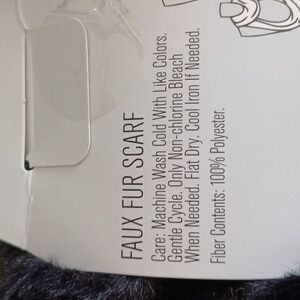 FAUX FUR SCARF
Care: Machine Wash Cold With Like Colors.
Gentle Cycle. Only Non-chlorine Bleach
When Needed. Flat Dry. Cool Iron If Needed.
Fiber Contents: 100% Polyester.